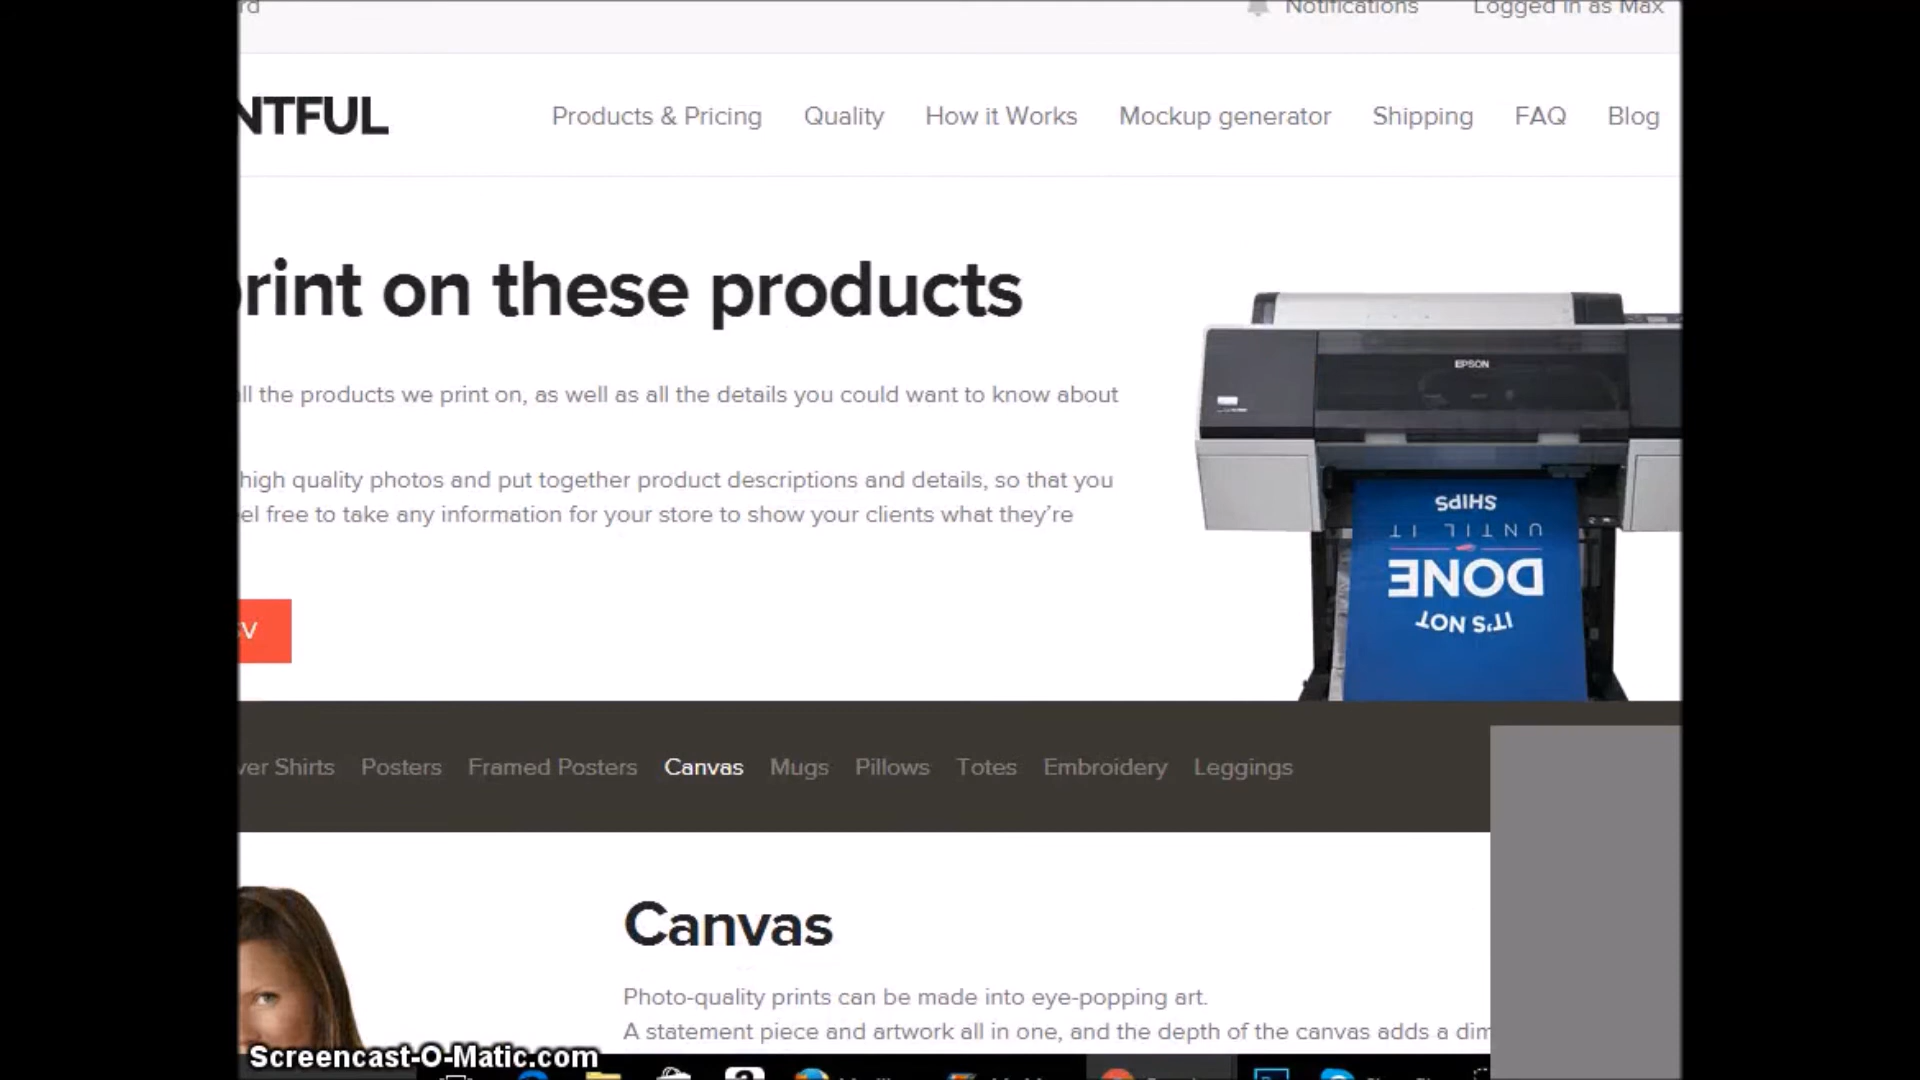 Notifications Logged in as Max
NTFUL Products & Pricing Quality How it Works Mockup generator Shipping FAQ Blog
rint on these products
EPSON
ll the products we print on, as well as all the details you could want to know about
high quality photos and put together product descriptions and details, so that you
el free to take any information for your store to show your clients what they're
SHIPS
UNTIL IT
DONE
IT'S NOT
SV
ver Shirts Posters Framed Posters Canvas Mugs Pillows Totes Embroidery Leggings
Canvas
Photo-quality prints can be made into eye-popping art.
A statement piece and artwork all in one, and the depth of the canvas adds a dim
Screencast-O-Matic.com